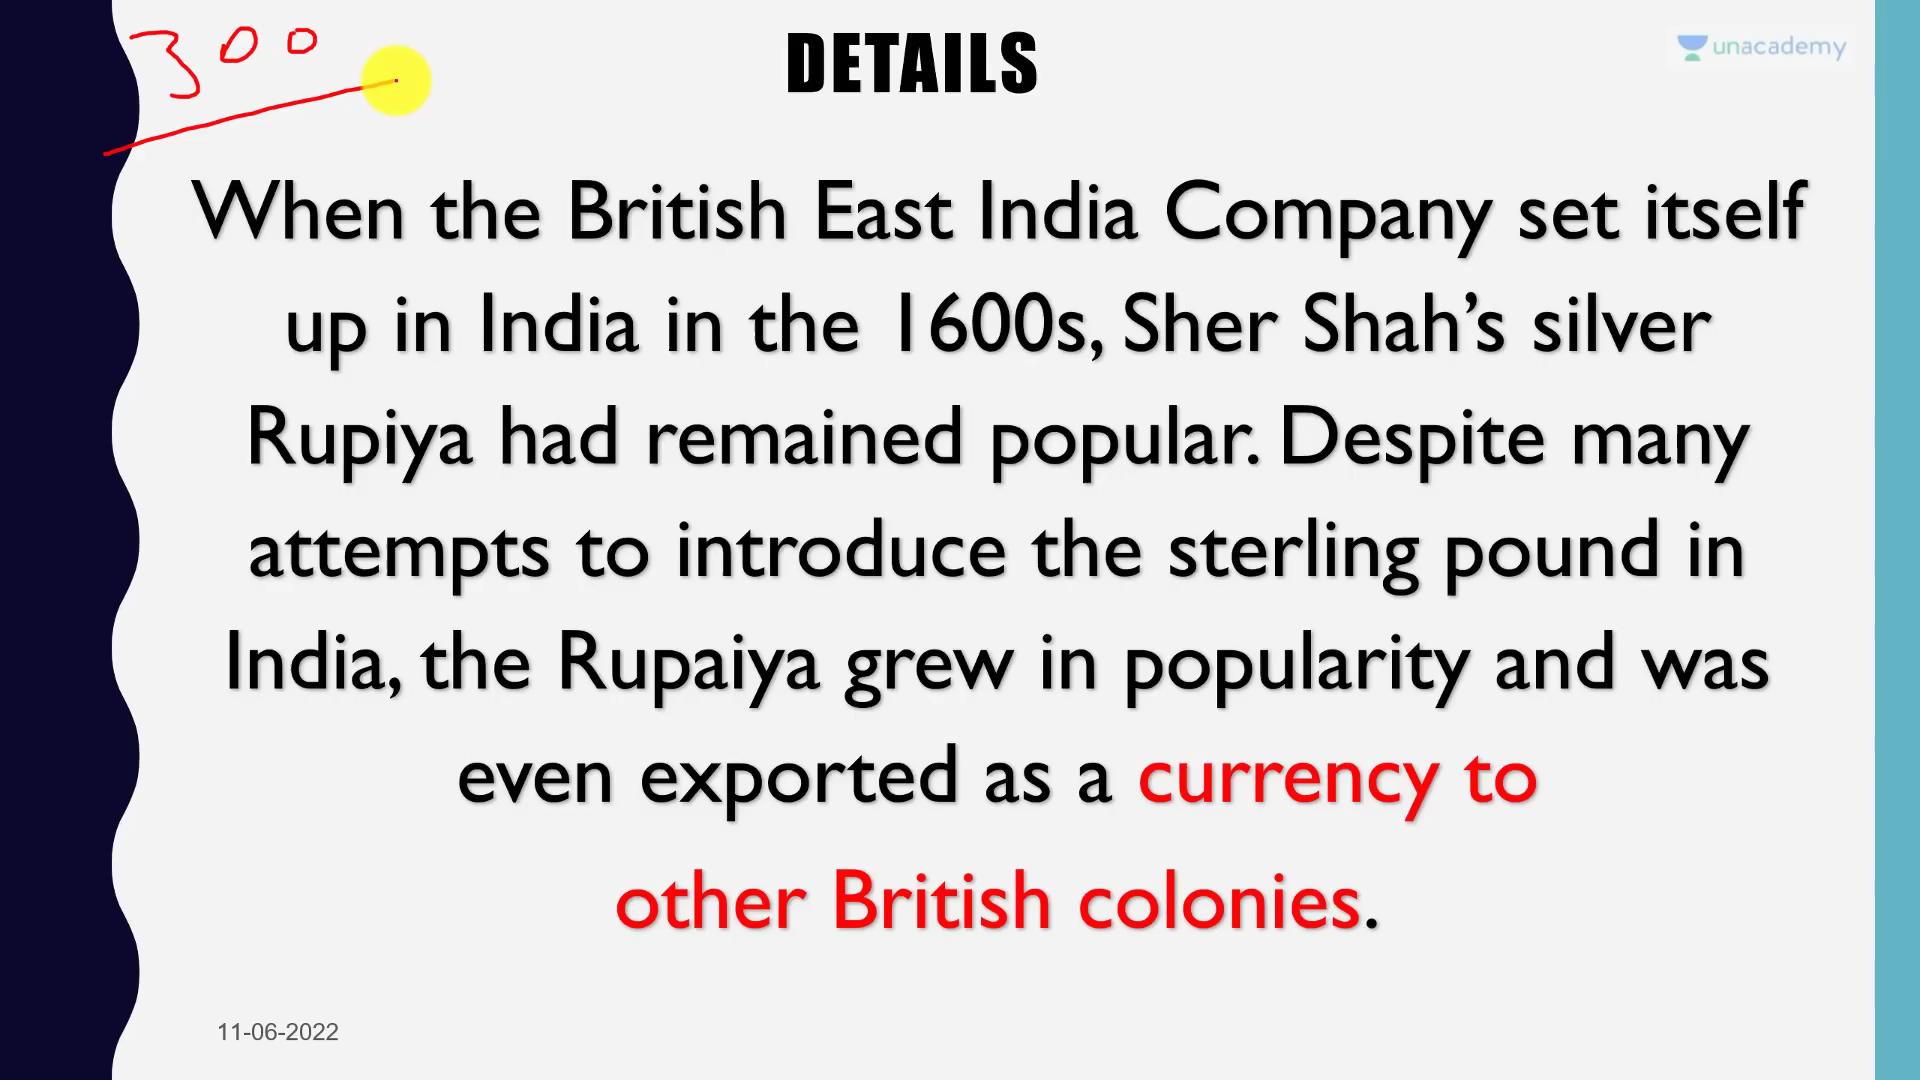 300
DETAILS
unacademy
When the British East India Company set itself
up in India in the 1600s, Sher Shah’s silver
Rupiya had remained popular. Despite many
attempts to introduce the sterling pound in
India, the Rupaiya grew in popularity and was
even exported as a currency to
other British colonies.
11-06-2022